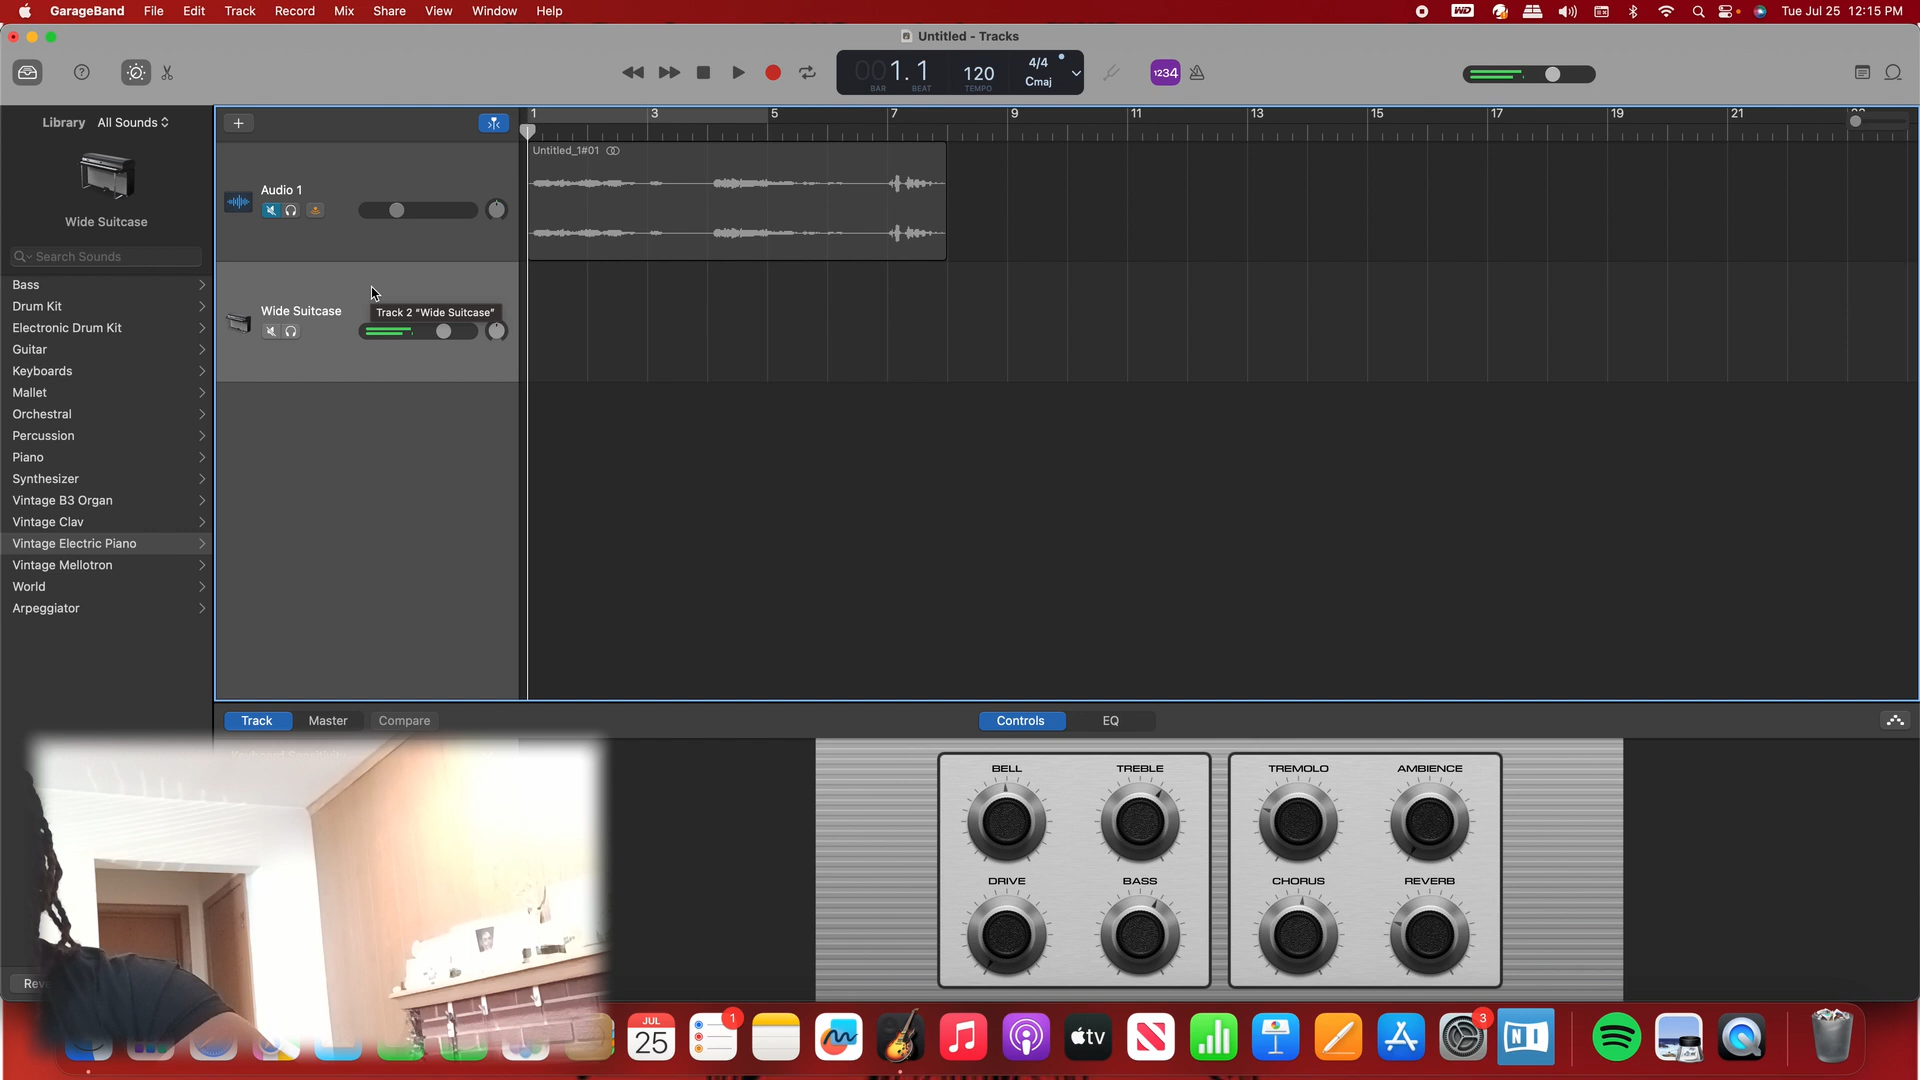 GarageBand File Edit Track Record Mix Share View Window Help
WD
Tue Jul 25 12:15 PM
Untitled - Tracks
001. 1
BAR BEAT
120
TEMPO
4/4
Cmaj
1234
Library All Sounds
Wide Suitcase
Search Sounds
Bass
Drum Kit
Electronic Drum Kit
Guitar
Keyboards
Mallet
Orchestral
Percussion
Piano
Synthesizer
Vintage B3 Organ
Vintage Clav
Vintage Electric Piano
Vintage Mellotron
World
Arpeggiator
1 3 5 7 9 11 13 15 17 19 21
Untitled_1#01
Audio 1
Wide Suitcase
Track 2 "Wide Suitcase"
Track Master Compare
Controls EQ
BELL TREBLE TREMOLO AMBIENCE
DRIVE BASS CHORUS REVERB
JUL
25
1
tv
3